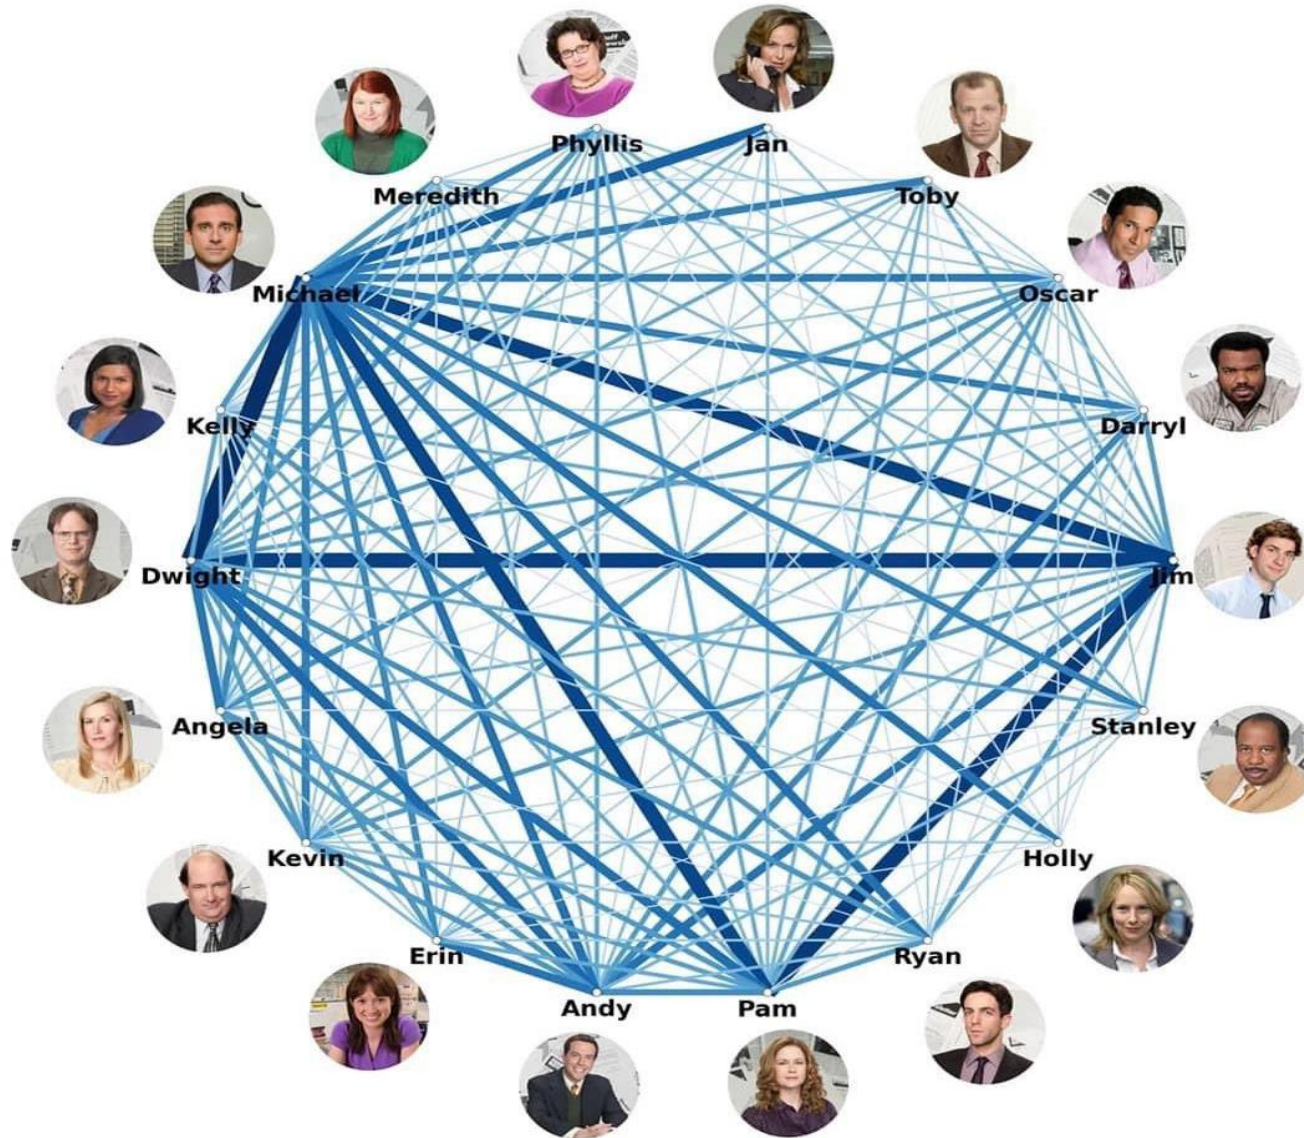 Phyllis
Jan
Meredith
Toby
Michael
Oscar
Kelly
Darryl
Dwight
Jim
Angela
Stanley
Kevin
Holly
Erin
Ryan
Andy
Pam